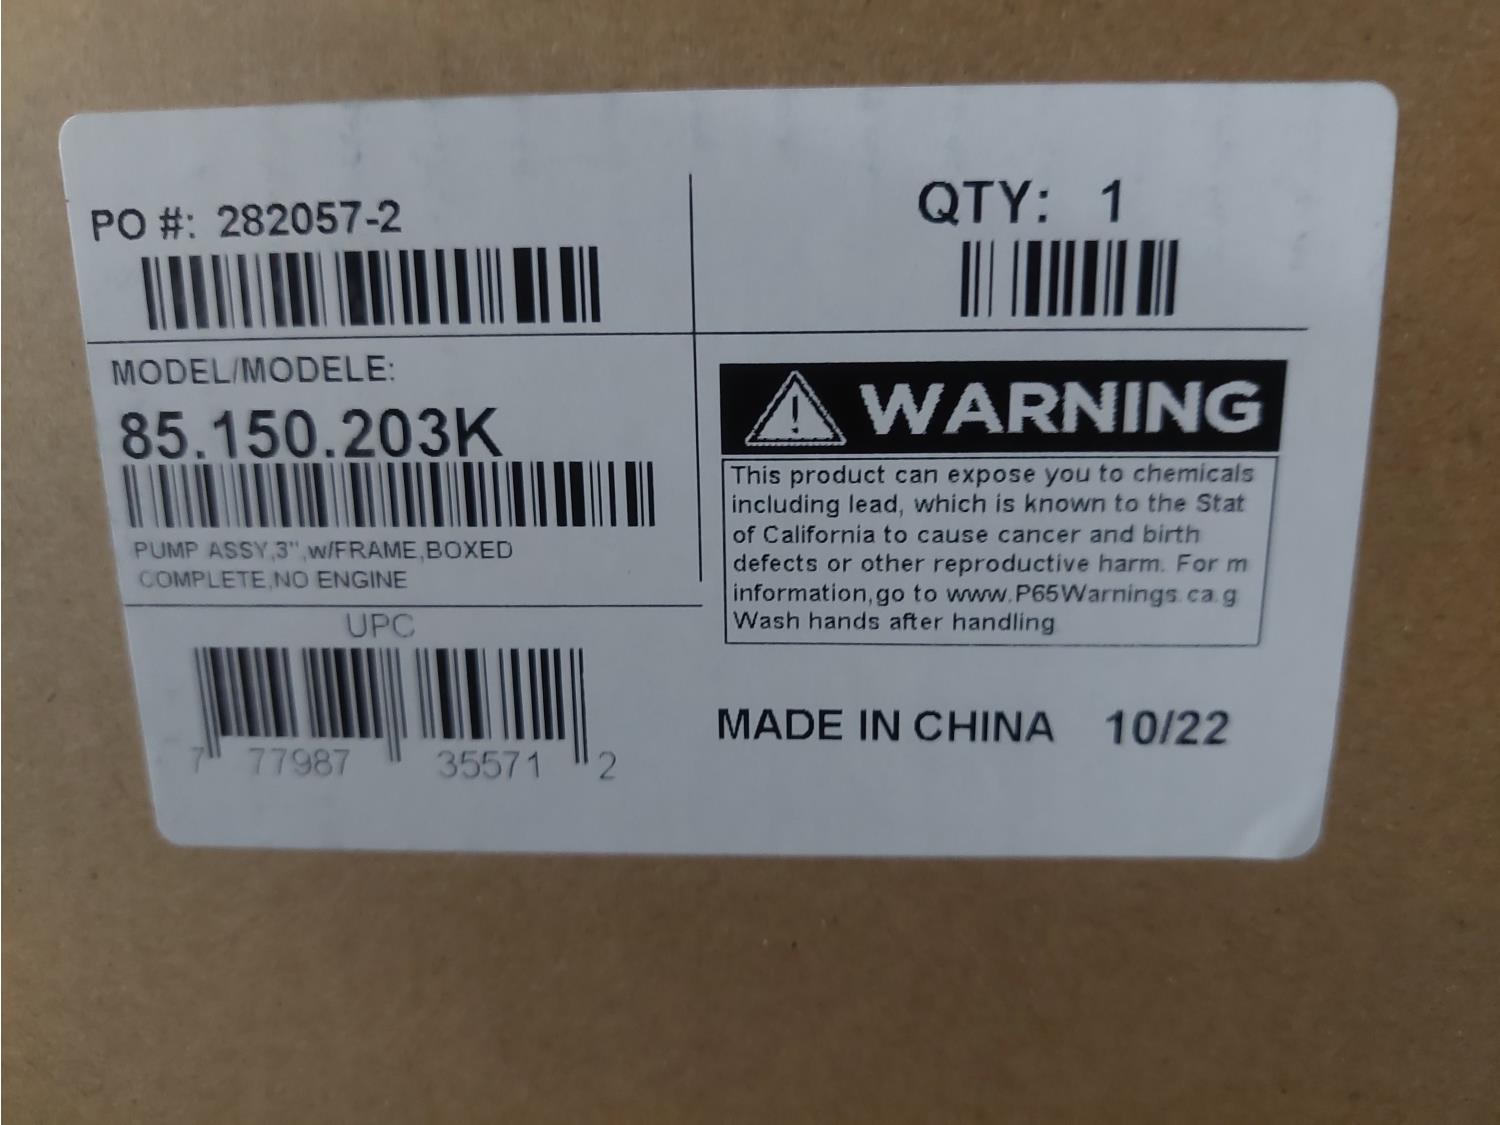 PO #: 282057-2
QTY: 1
MODEL/MODELE:
85.150.203K
PUMP ASSY,3",w/FRAME,BOXED
COMPLETE,NO ENGINE
UPC
7 77987 35571 2
WARNING
This product can expose you to chemicals
including lead, which is known to the Stat
of California to cause cancer and birth
defects or other reproductive harm. For m
information,go to www.P65Warnings.ca.g
Wash hands after handling
MADE IN CHINA 10/22